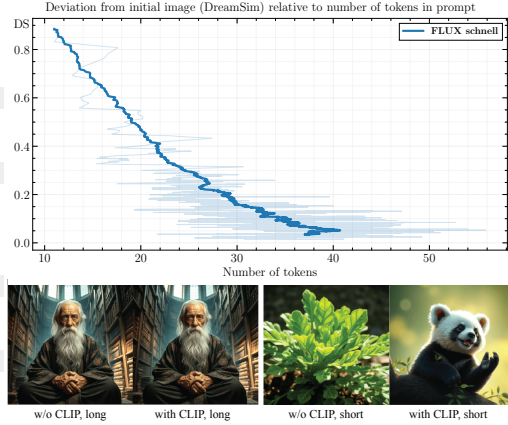 Deviation from initial image (DreamSim) relative to number of tokens in prompt
DS
FLUX schnell
0.8
0.6
0.4
0.2
0.0
10 20 30 40 50
Number of tokens
w/o CLIP, long with CLIP, long w/o CLIP, short with CLIP, short